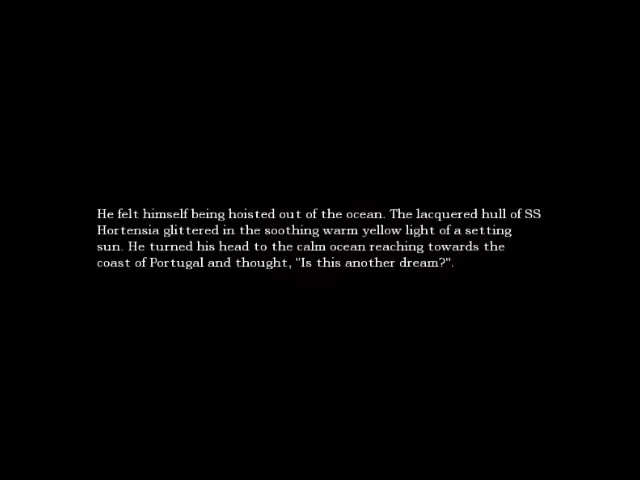 He felt himself being hoisted out of the ocean. The lacquered hull of SS
Hortensia glittered in the soothing warm yellow light of a setting
sun. He turned his head to the calm ocean reaching towards the
coast of Portugal and thought, "Is this another dream?".